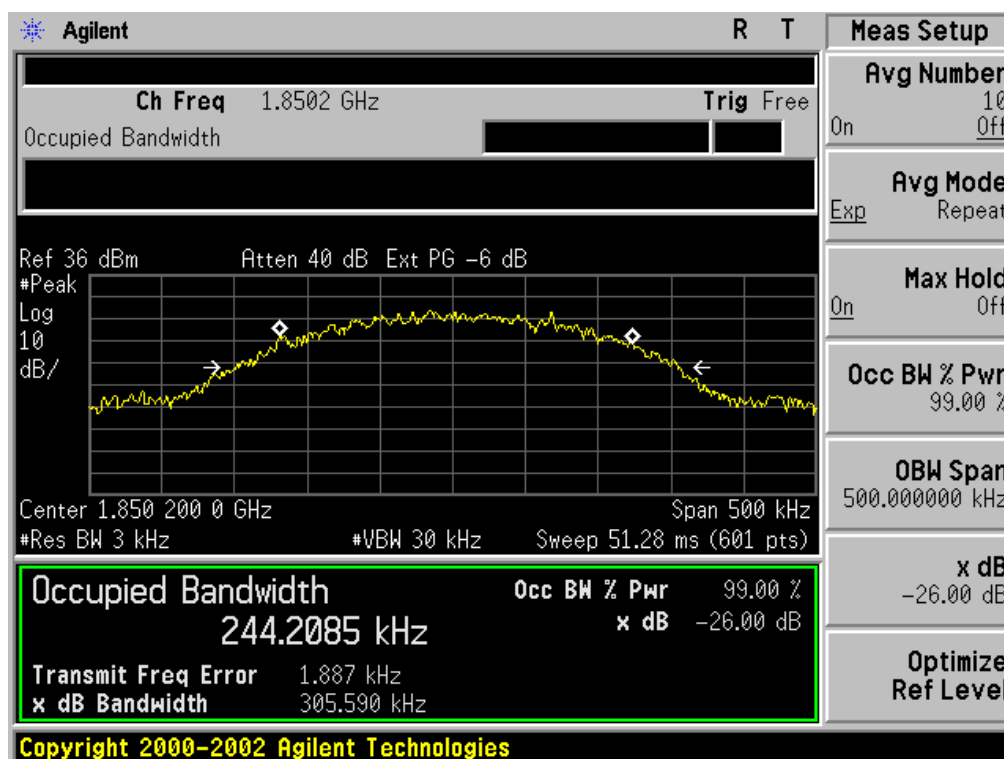 Agilent R T
Ch Freq 1.8502 GHz Trig Free
Occupied Bandwidth
Ref 36 dBm Atten 40 dB Ext PG -6 dB
#Peak
Log
10
dB/
Center 1.850 200 0 GHz Span 500 kHz
#Res BW 3 kHz #VBW 30 kHz Sweep 51.28 ms (601 pts)
Occupied Bandwidth Occ BW % Pwr 99.00 %
244.2085 kHz x dB -26.00 dB
Transmit Freq Error 1.887 kHz
x dB Bandwidth 305.590 kHz
Copyright 2000-2002 Agilent Technologies
Meas Setup
Avg Number
10
On Off
Avg Mode
Exp Repeat
Max Hold
On Off
Occ BW % Pwr
99.00 %
OBW Span
500.000000 kHz
x dB
-26.00 dB
Optimize
Ref Level